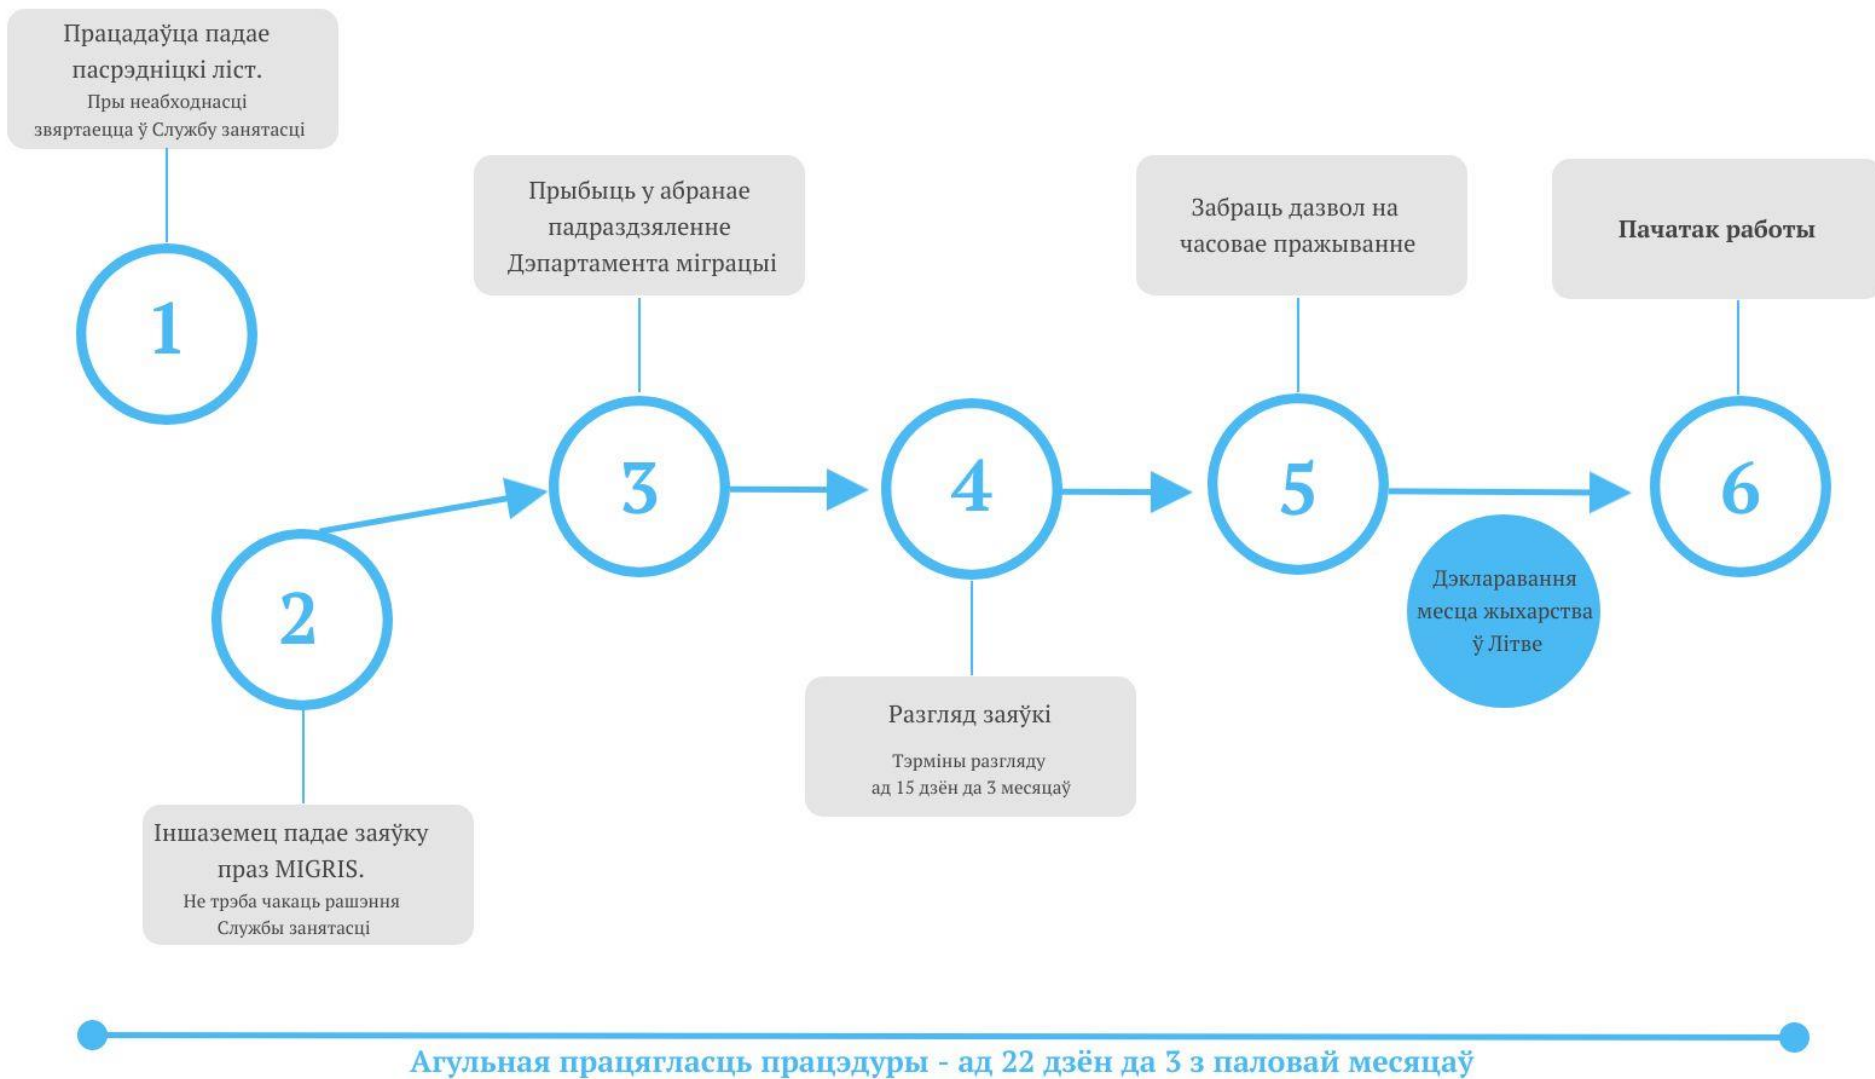 Працадаўца падае
пасрэдніцкі ліст.
Пры неабходнасці
звяртаецца ў Службу занятасці
1
2
Іншаземец падае заяўку
праз MIGRIS.
Не трэба чакаць рашэння
Службы занятасці
Прыбыць у абранае
падраздзяленне
Дэпартамента міграцыі
3
4
Разгляд заяўкі
Тэрміны разгляду
ад 15 дзён да 3 месяцаў
Забраць дазвол на
часовае пражыванне
5
Дэкларавання
месца жыхарства
ў Літве
Пачатак работы
6
Агульная працягласць працэдуры - ад 22 дзён да 3 з паловай месяцаў